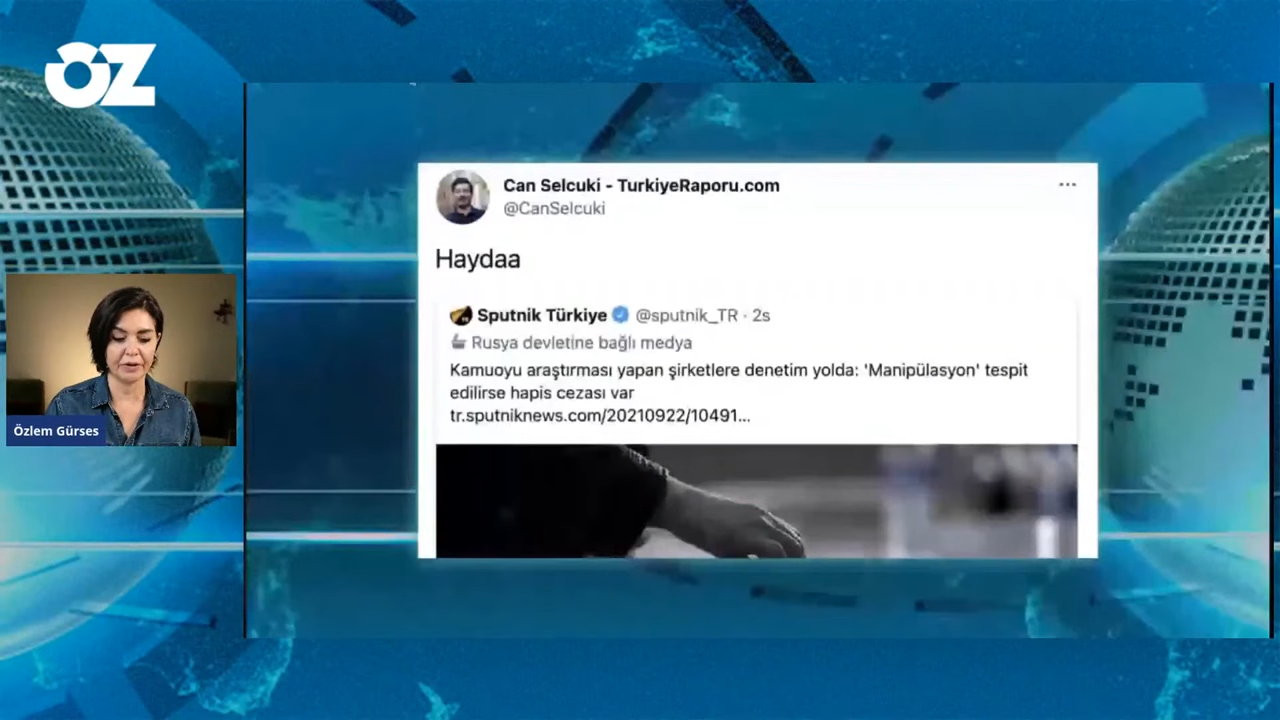 ÖZ
Can Selcuki - TurkiyeRaporu.com
@CanSelcuki
Haydaa
Sputnik Türkiye @sputnik_TR · 2s
Rusya devletine bağlı medya
Kamuoyu araştırması yapan şirketlere denetim yolda: 'Manipülasyon' tespit
edilirse hapis cezası var
tr.sputniknews.com/20210922/10491...
Özlem Gürses